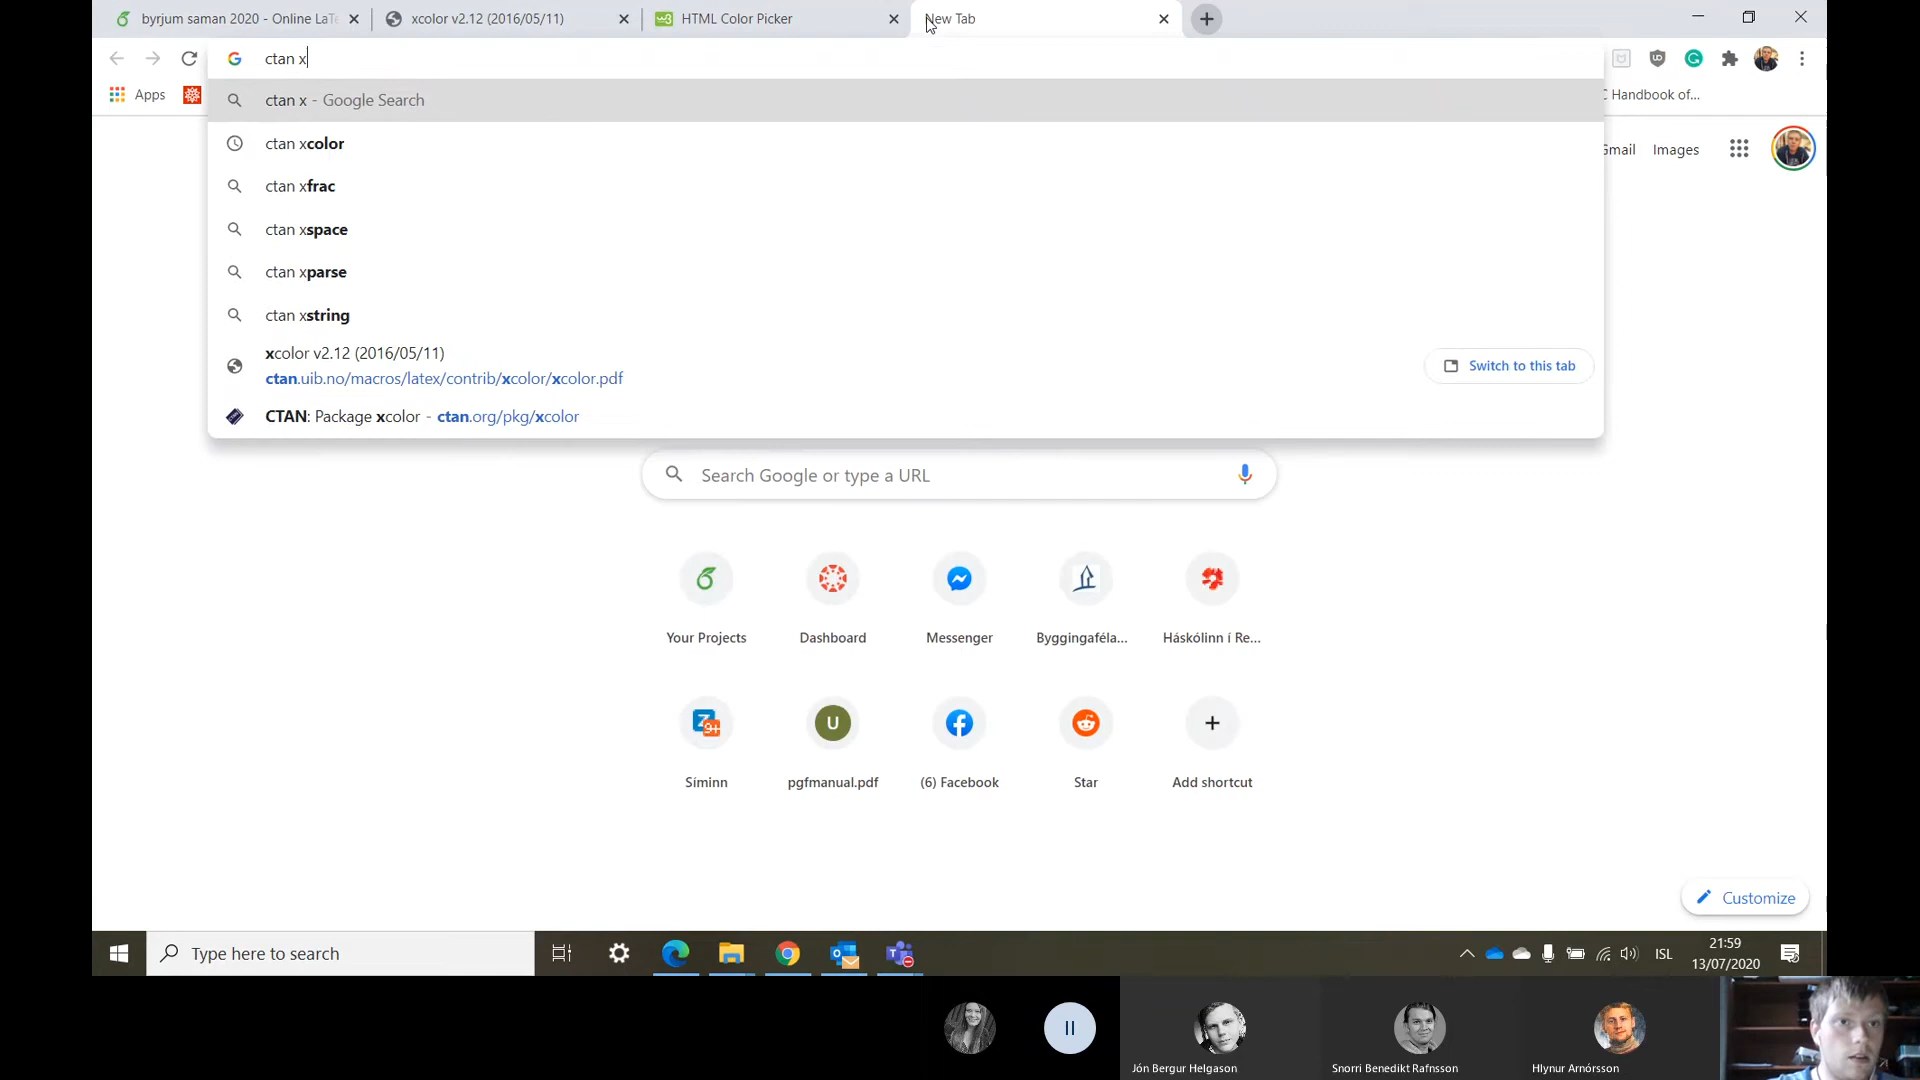 byrjum saman 2020 - Online LaTe
xcolor v2.12 (2016/05/11)
HTML Color Picker
New Tab
ctan x
Apps
C Handbook of...
ctan x - Google Search
ctan xcolor
ctan xfrac
ctan xspace
ctan xparse
ctan xstring
xcolor v2.12 (2016/05/11)
ctan.uib.no/macros/latex/contrib/xcolor/xcolor.pdf
Switch to this tab
CTAN: Package xcolor - ctan.org/pkg/xcolor
Gmail
Images
Search Google or type a URL
Your Projects
Dashboard
Messenger
Byggingaféla...
Háskólinn í Re...
9+
U
Síminn
pgfmanual.pdf
(6) Facebook
Star
Add shortcut
Customize
Type here to search
ISL
21:59
13/07/2020
Jón Bergur Helgason
Snorri Benedikt Rafnsson
Hlynur Arnórsson